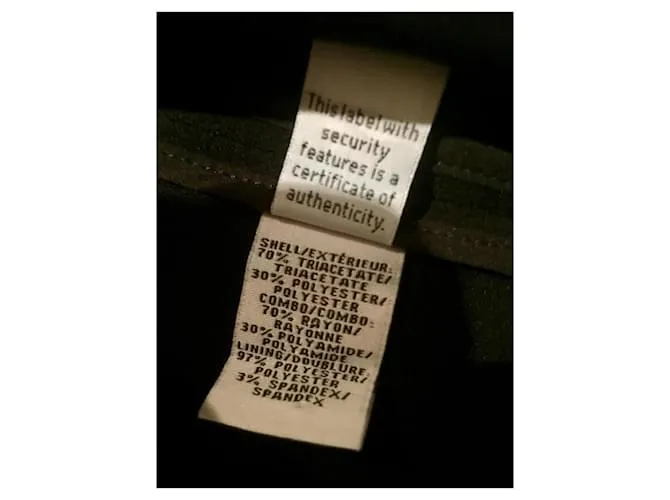 This label with
security
features is a
certificate of
authenticity.
SHELL/EXTÉRIEUR:
70% TRIACETATE/
TRIACETATE
30% POLYESTER/
POLYESTER
COMBO/COMBO:
70% RAYON/
RAYONNE
30% POLYAMIDE/
POLYAMIDE
LINING/DOUBLURE:
97% POLYESTER/
POLYESTER
3% SPANDEX/
SPANDEX